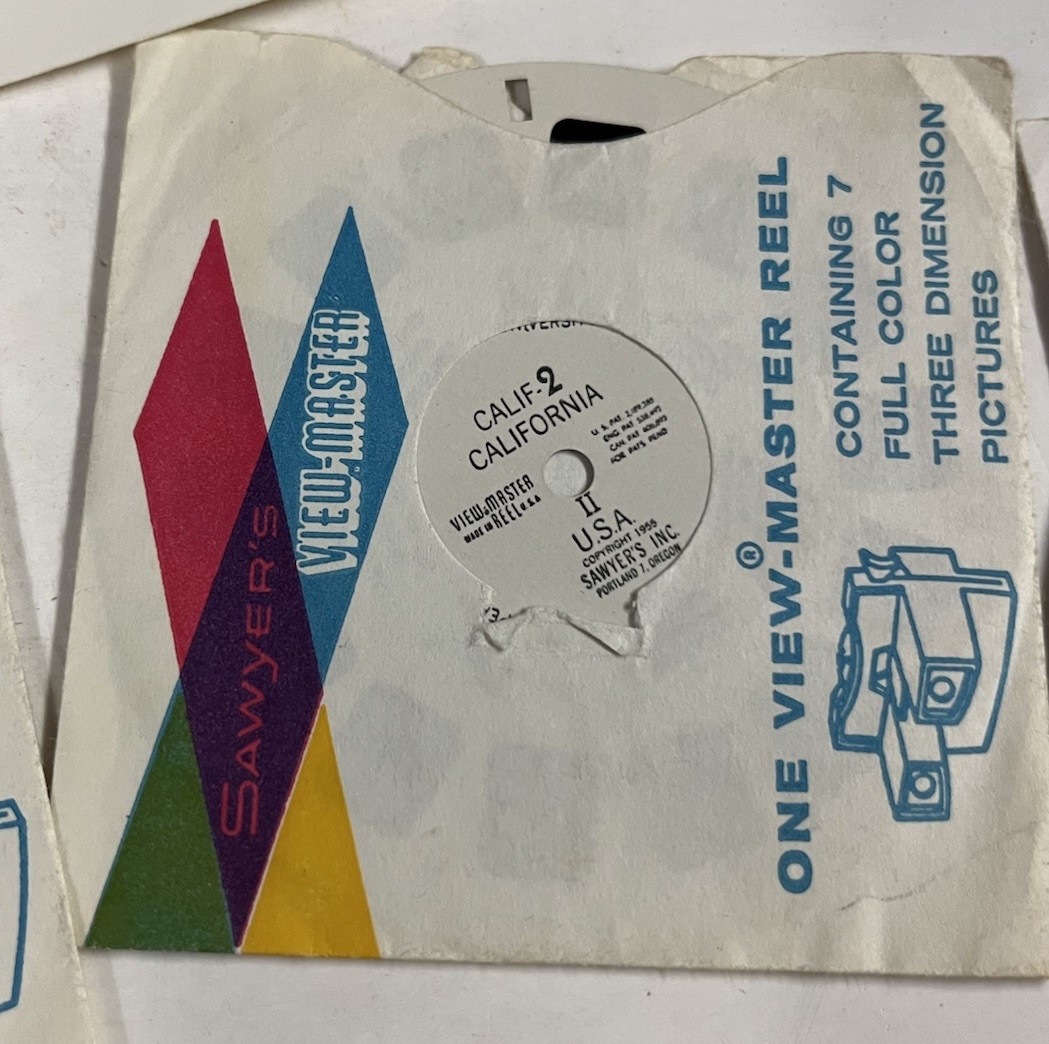 SAWYER'S
VIEW-MASTER
CALIF-2
CALIFORNIA
U.S. PAT. 2,189,285
ENG. PAT. 538,692
CAN. PAT. 400,893
FOR. PATS. PEND.
VIEW-MASTER
MADE IN REEL U.S.A.
II
U.S.A.
COPYRIGHT 1955
SAWYER'S INC.
PORTLAND 7, OREGON
ONE VIEW-MASTER® REEL
CONTAINING 7
FULL COLOR
THREE DIMENSION
PICTURES